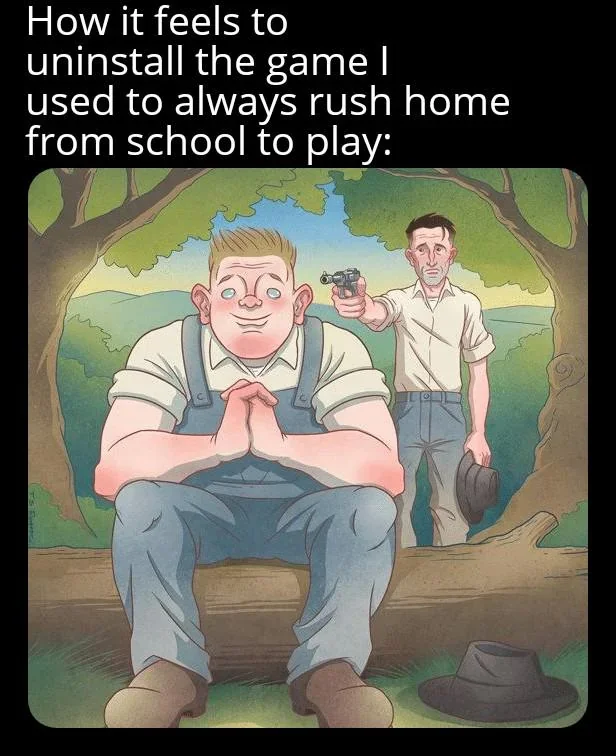 How it feels to
uninstall the game I
used to always rush home
from school to play: